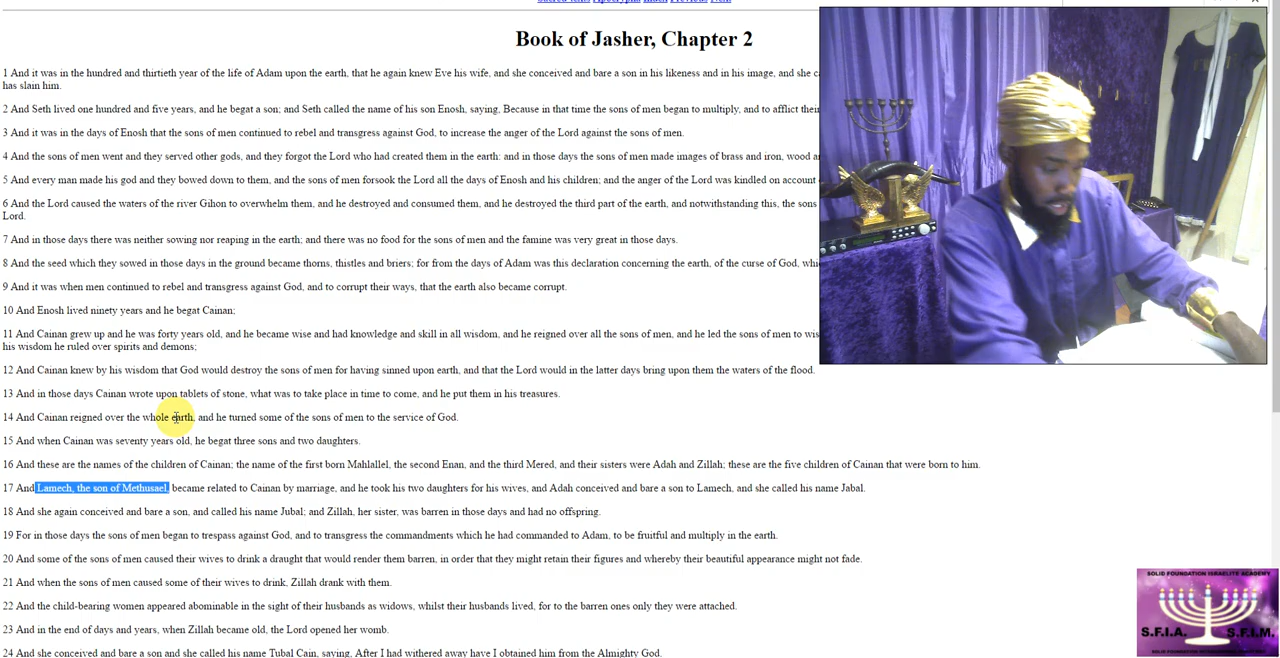 Sacred-texts Apocrypha Index Previous Next
Book of Jasher, Chapter 2
1 And it was in the hundred and thirtieth year of the life of Adam upon the earth, that he again knew Eve his wife, and she conceived and bare a son in his likeness and in his image, and she
has slain him.
2 And Seth lived one hundred and five years, and he begat a son; and Seth called the name of his son Enosh, saying, Because in that time the sons of men began to multiply, and to afflict
3 And it was in the days of Enosh that the sons of men continued to rebel and transgress against God, to increase the anger of the Lord against the sons of men.
4 And the sons of men went and they served other gods, and they forgot the Lord who had created them in the earth: and in those days the sons of men made images of brass and iron, wood
5 And every man made his god and they bowed down to them, and the sons of men forsook the Lord all the days of Enosh and his children; and the anger of the Lord was kindled on account
6 And the Lord caused the waters of the river Gihon to overwhelm them, and he destroyed and consumed them, and he destroyed the third part of the earth, and notwithstanding this, the sons
Lord.
7 And in those days there was neither sowing nor reaping in the earth; and there was no food for the sons of men and the famine was very great in those days.
8 And the seed which they sowed in those days in the ground became thorns, thistles and briers; for from the days of Adam was this declaration concerning the earth, of the curse of God,
9 And it was when men continued to rebel and transgress against God, and to corrupt their ways, that the earth also became corrupt.
10 And Enosh lived ninety years and he begat Cainan;
11 And Cainan grew up and he was forty years old, and he became wise and had knowledge and skill in all wisdom, and he reigned over all the sons of men, and he led the sons of men to
his wisdom he ruled over spirits and demons;
12 And Cainan knew by his wisdom that God would destroy the sons of men for having sinned upon earth, and that the Lord would in the latter days bring upon them the waters of the flood.
13 And in those days Cainan wrote upon tablets of stone, what was to take place in time to come, and he put them in his treasures.
14 And Cainan reigned over the whole earth, and he turned some of the sons of men to the service of God.
15 And when Cainan was seventy years old, he begat three sons and two daughters.
16 And these are the names of the children of Cainan; the name of the first born Mahlallel, the second Enan, and the third Mered, and their sisters were Adah and Zillah; these are the five children of Cainan that were born to him.
17 And Lamech, the son of Methusael, became related to Cainan by marriage, and he took his two daughters for his wives, and Adah conceived and bare a son to Lamech, and she called his name Jabal.
18 And she again conceived and bare a son, and called his name Jubal; and Zillah, her sister, was barren in those days and had no offspring.
19 For in those days the sons of men began to trespass against God, and to transgress the commandments which he had commanded to Adam, to be fruitful and multiply in the earth.
20 And some of the sons of men caused their wives to drink a draught that would render them barren, in order that they might retain their figures and whereby their beautiful appearance might not fade.
21 And when the sons of men caused some of their wives to drink, Zillah drank with them.
22 And the child-bearing women appeared abominable in the sight of their husbands as widows, whilst their husbands lived, for to the barren ones only they were attached.
23 And in the end of days and years, when Zillah became old, the Lord opened her womb.
24 And she conceived and bare a son and she called his name Tubal Cain, saying, After I had withered away have I obtained him from the Almighty God.
SOLID FOUNDATION ISRAELITE ACADEMY
S.F.I.A. S.F.I.M.